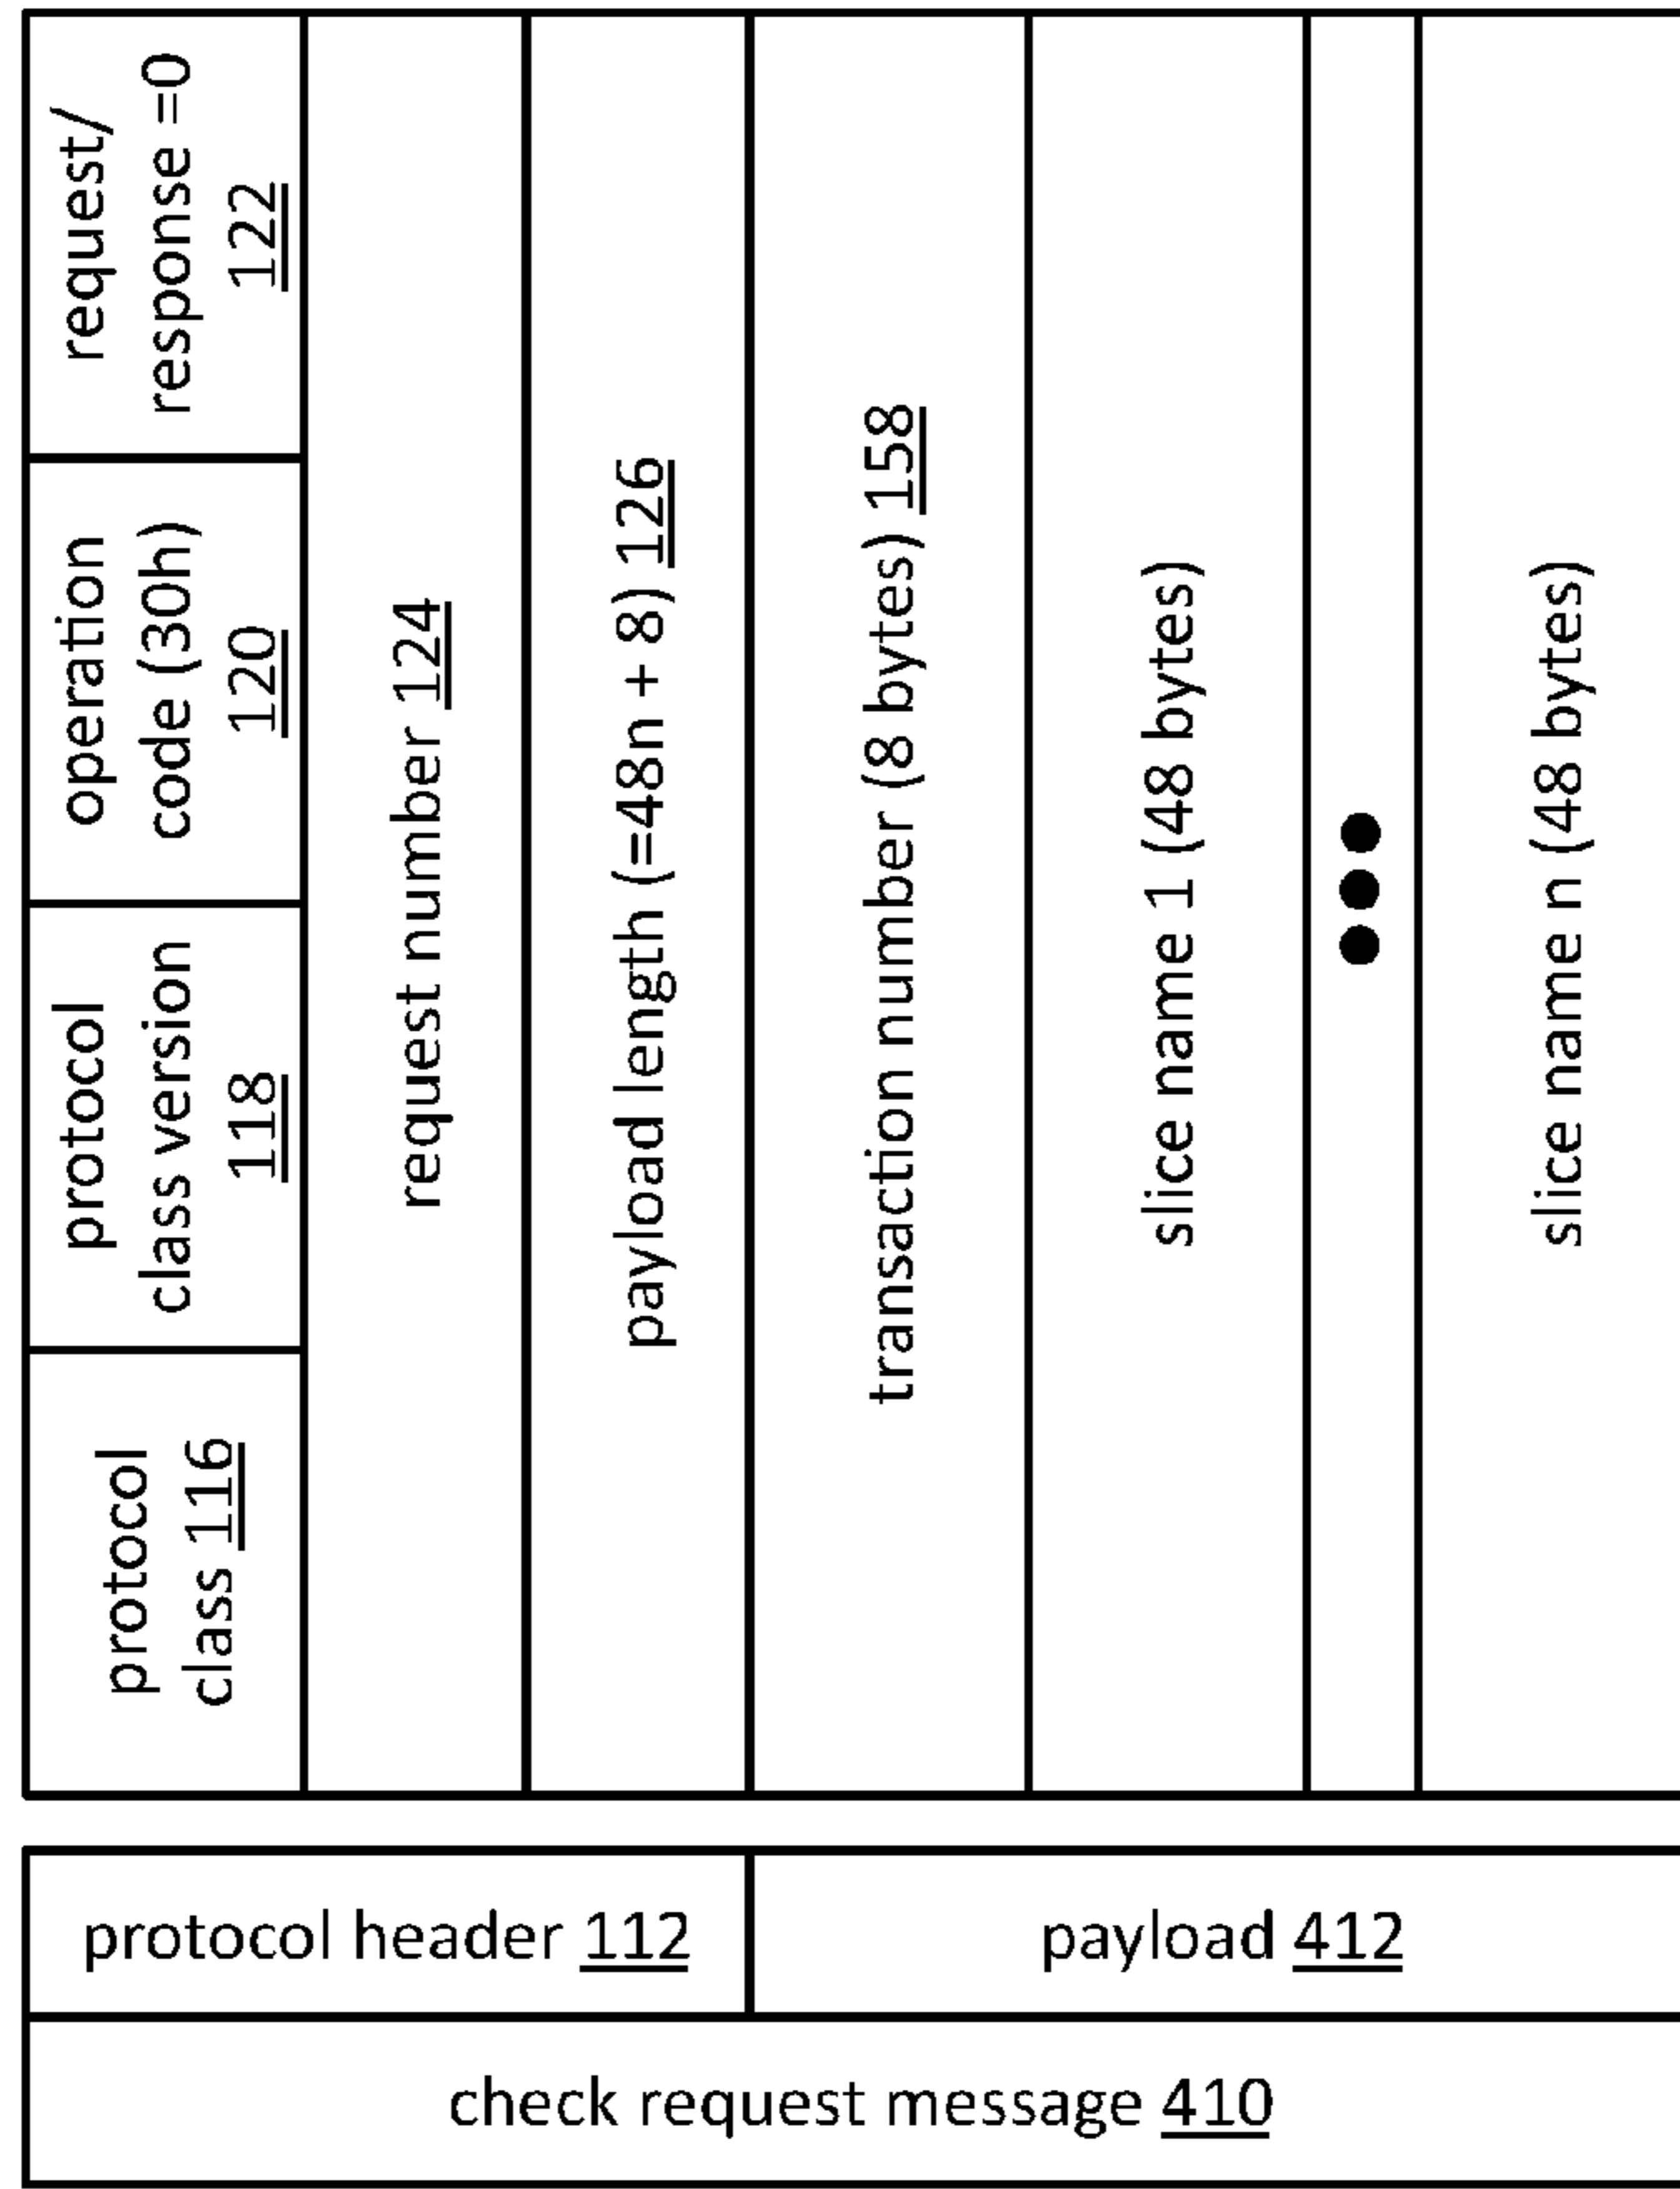 protocol
class 116
protocol
class version
118
operation
code (30h)
120
request/
response =0
122
request number 124
payload length (=48n + 8) 126
transaction number (8 bytes) 158
slice name 1 (48 bytes)
●●●
slice name n (48 bytes)
protocol header 112
payload 412
check request message 410